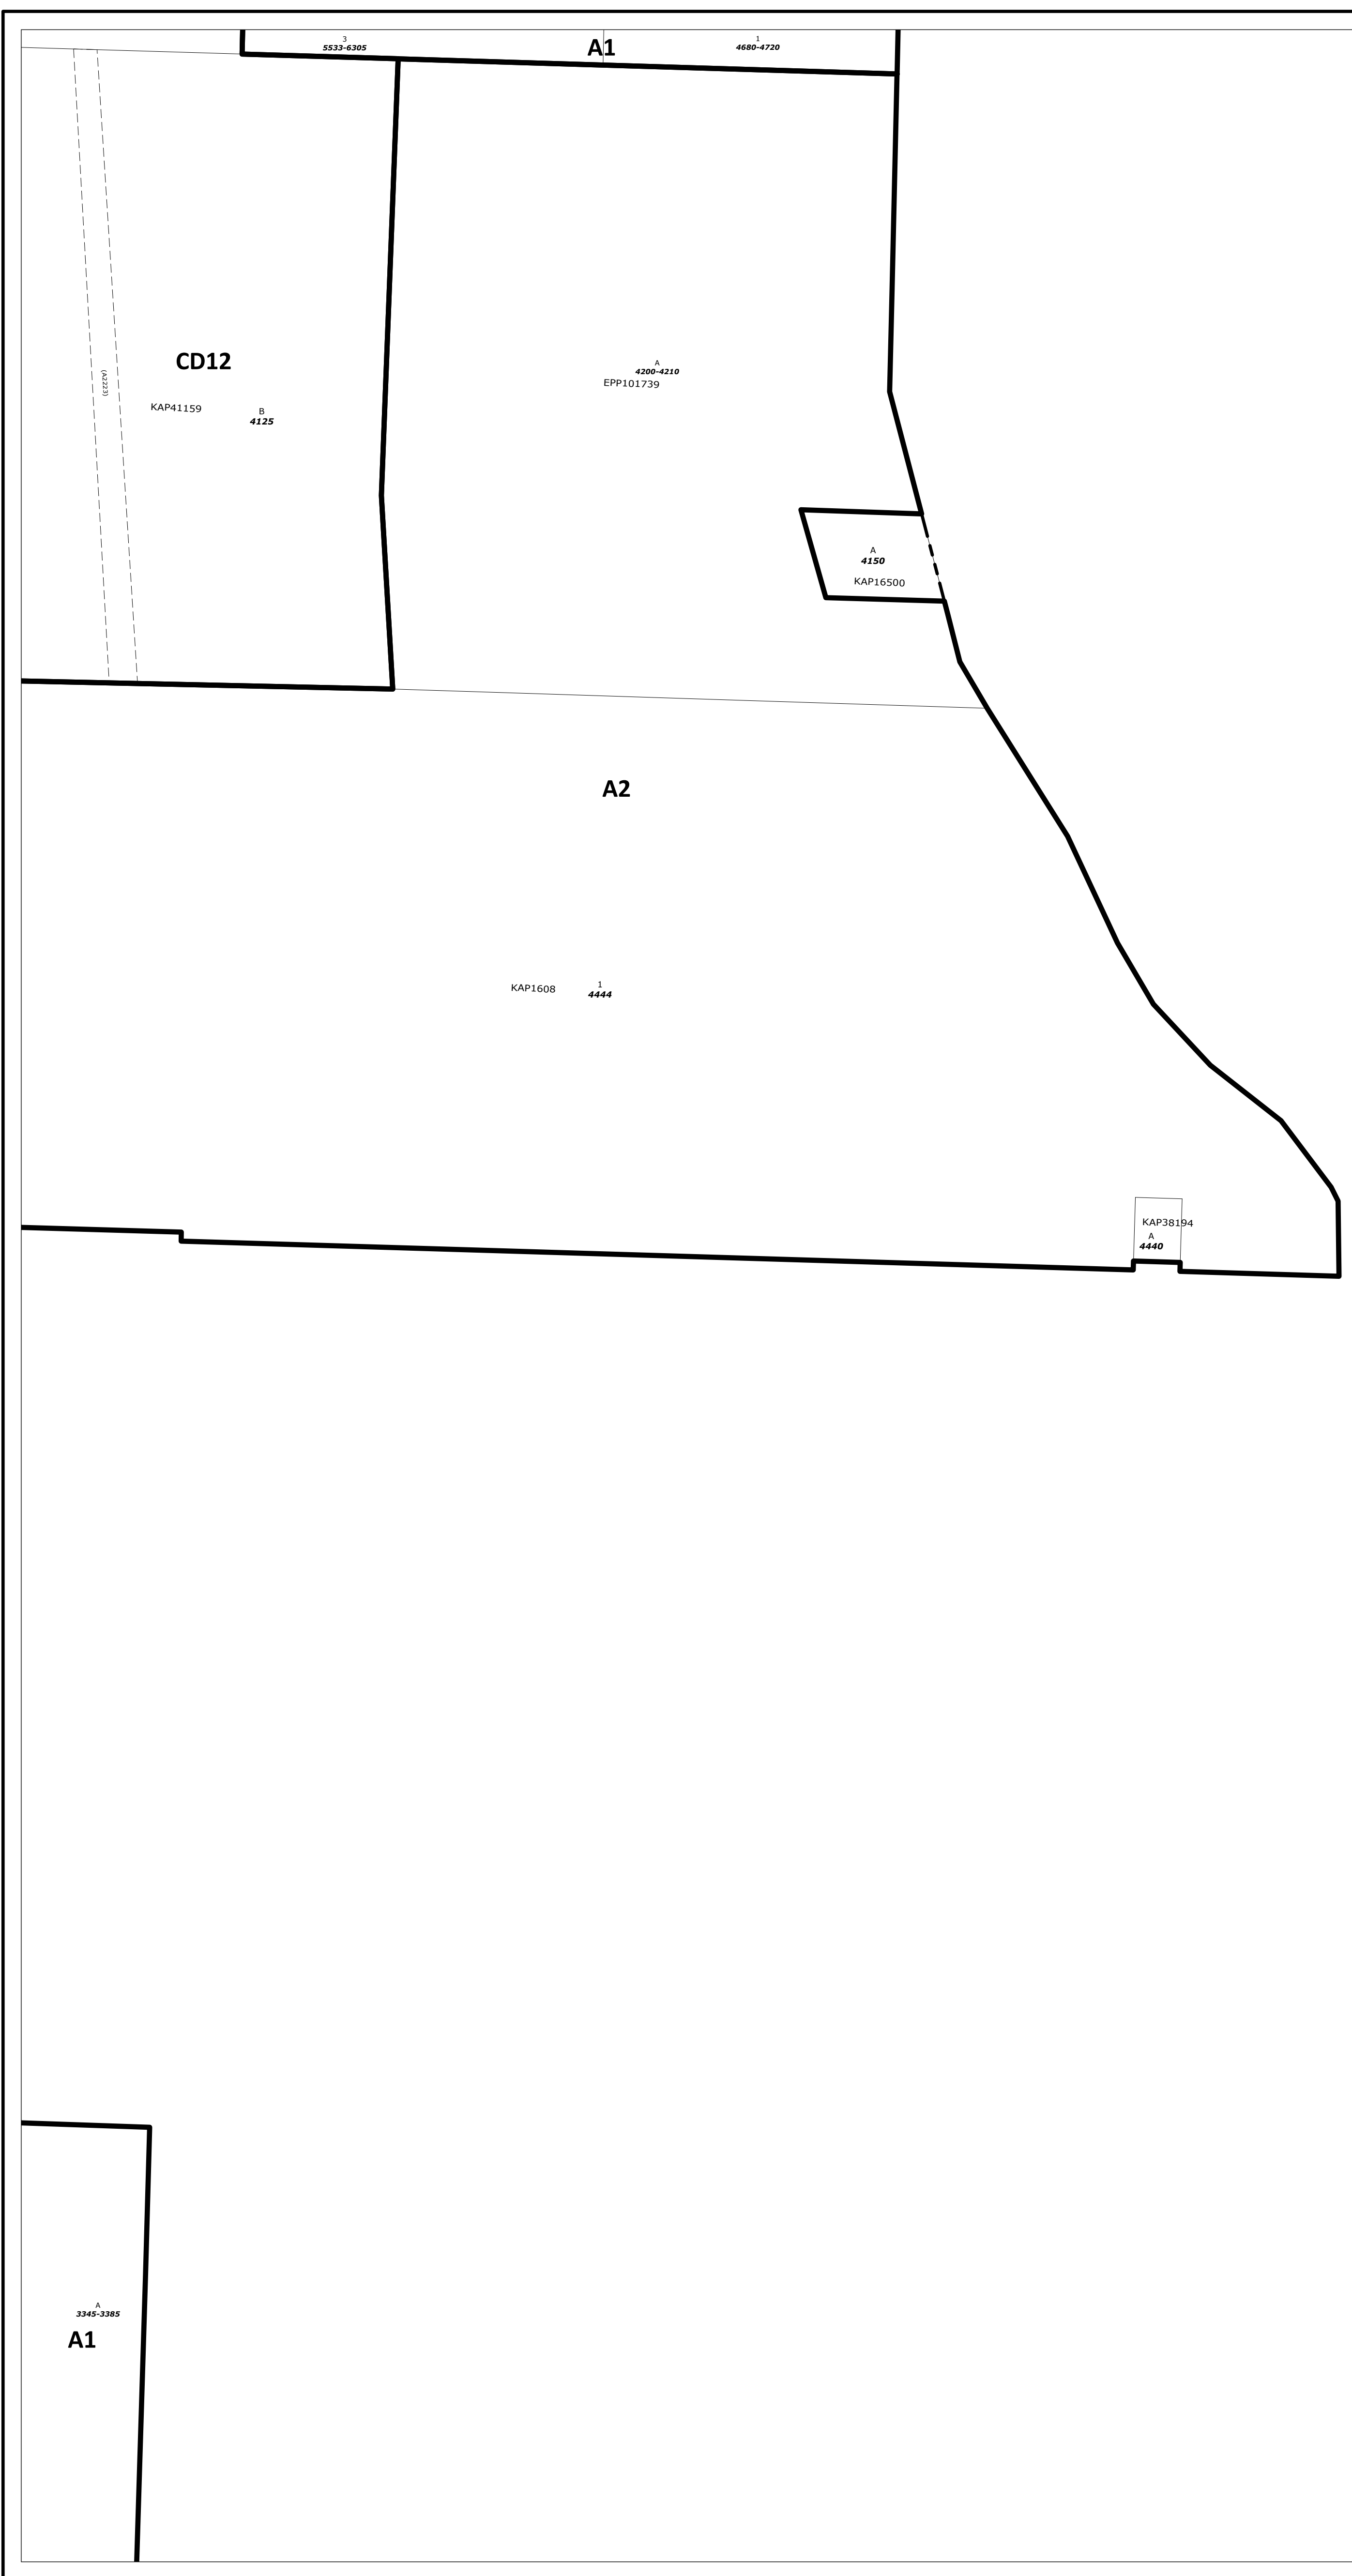 3
5533-6305
A1
1
4680-4720
CD12
(A2223)
KAP41159
B
4125
A
4200-4210
EPP101739
A
4150
KAP16500
A2
KAP1608
1
4444
KAP38194
A
4440
A
3345-3385
A1